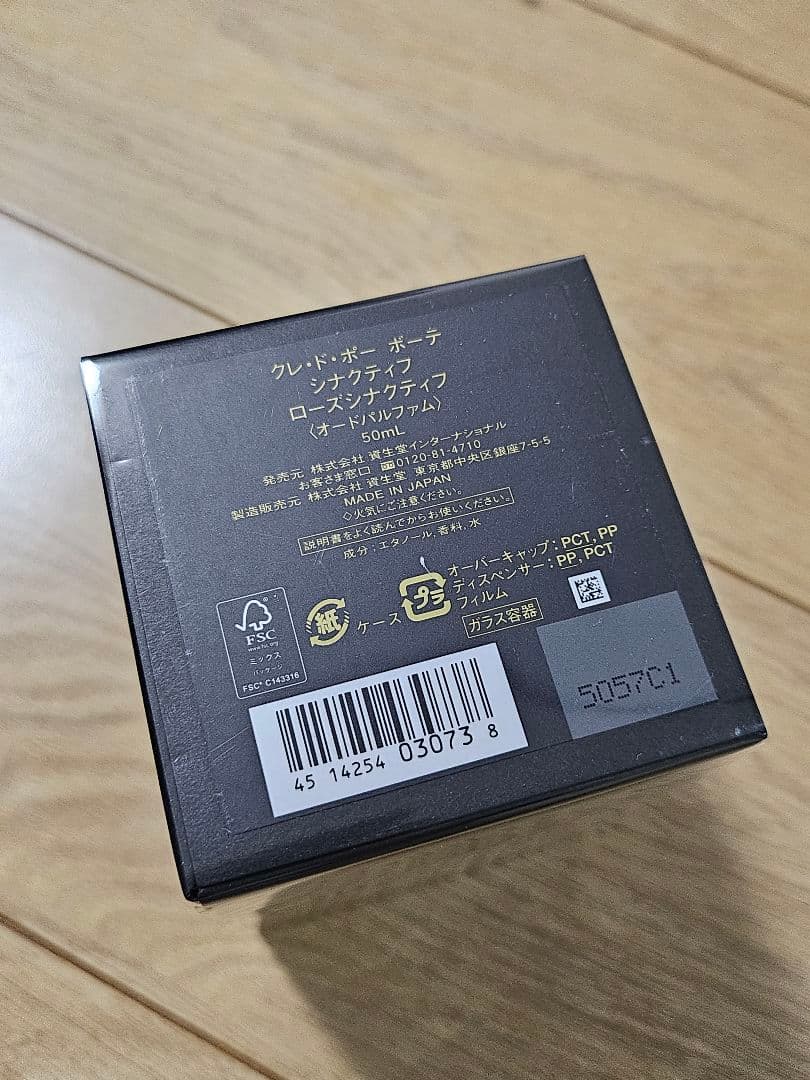 クレ・ド・ポー ボーテ
シナクティフ
ローズシナクティフ
〈オードパルファム〉
50mL
発売元 株式会社 資生堂インターナショナル
お客さま窓口 0120-81-4710
製造販売元 株式会社 資生堂 東京都中央区銀座7-5-5
MADE IN JAPAN
◇火気にご注意ください。
説明書をよく読んでからお使いください。
成分：エタノール,香料,水
FSC
www.fsc.org
ミックス
パッケージ
FSC® C143316
紙 ケース
プラ
オーバーキャップ：PCT, PP
ディスペンサー：PP, PCT
フィルム
ガラス容器
5057C1
45 14254 03073 8